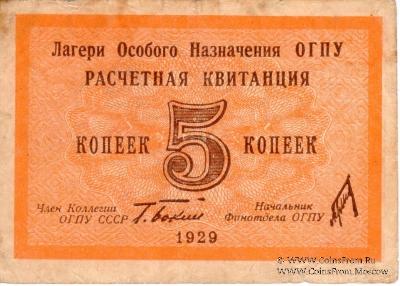 Лагери Особого Назначения ОГПУ
РАСЧЕТНАЯ КВИТАНЦИЯ
КОПЕЕК 5 КОПЕЕК
Член Коллегии
ОГПУ СССР
Г. Бокий
Начальник
Финотдела ОГПУ
1929
© www.CoinsFrom.Ru
www.CoinsFrom.Moscow